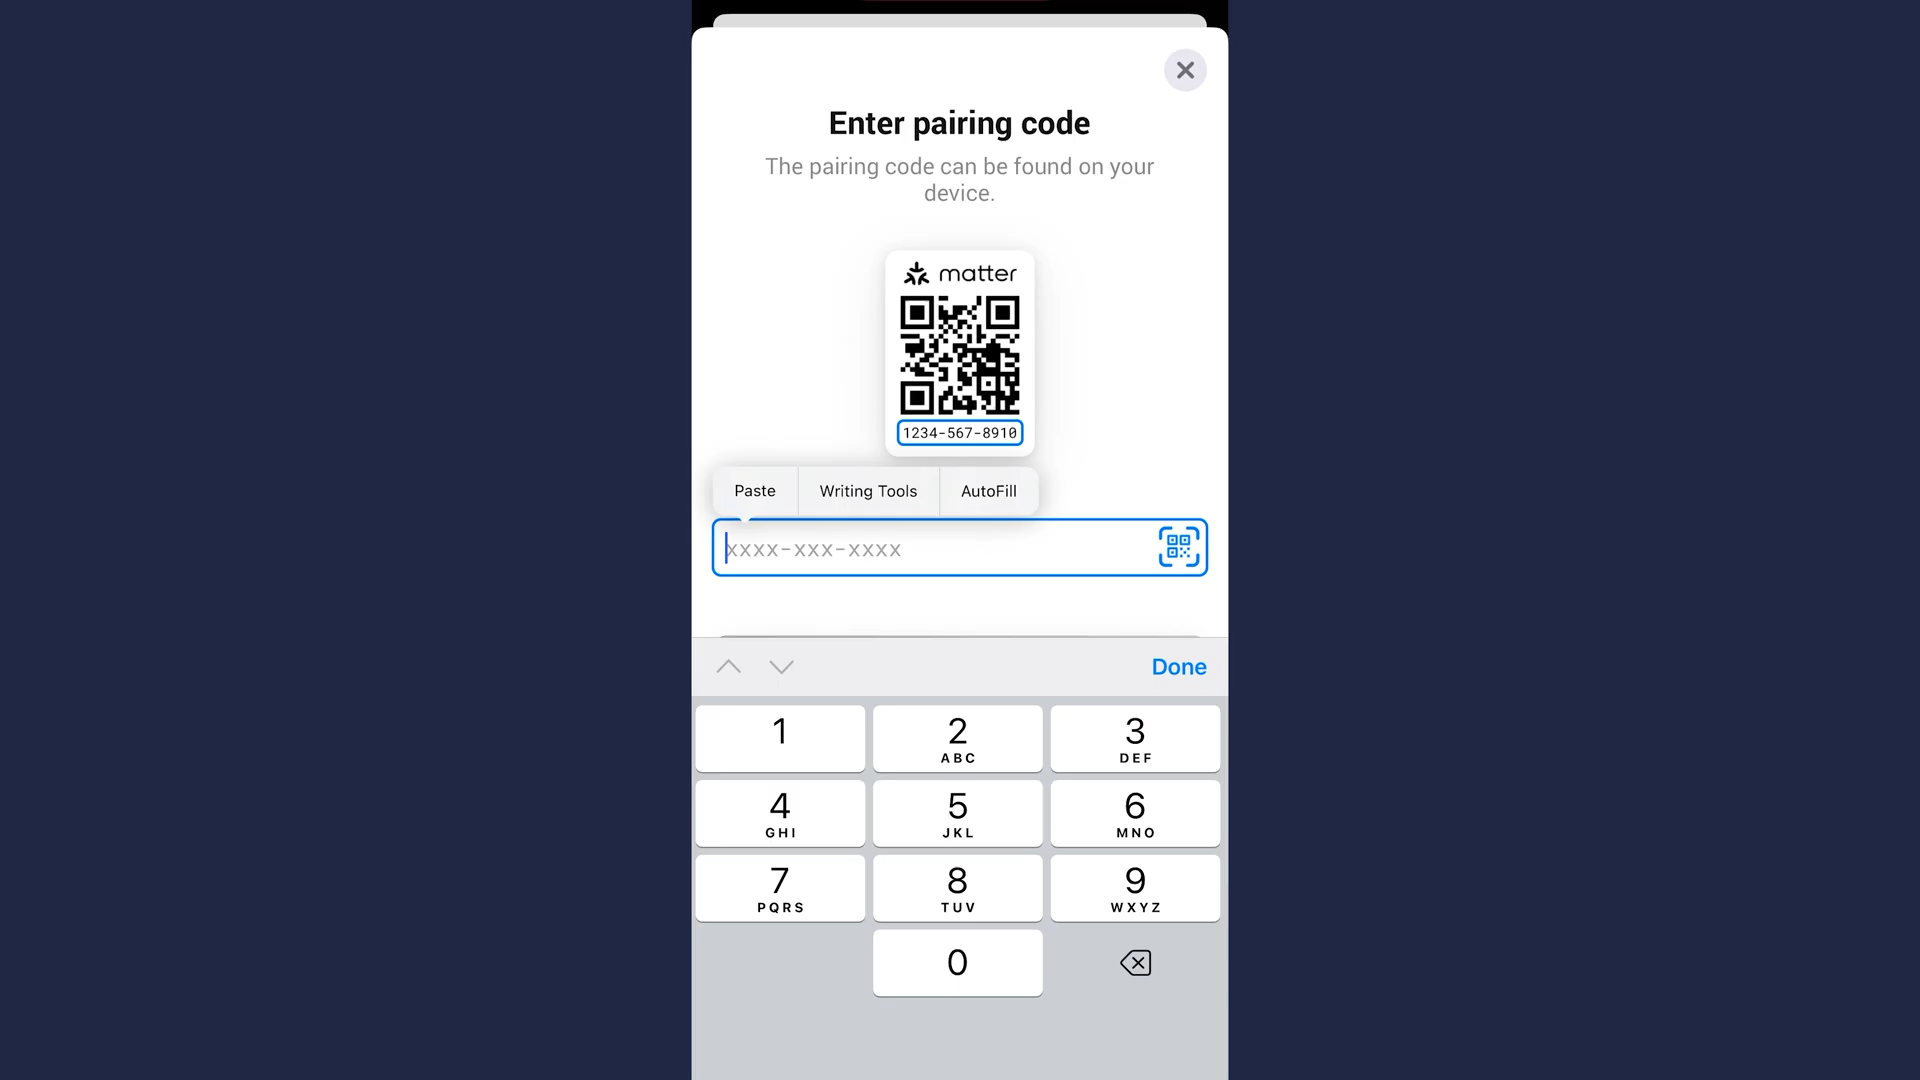 Enter pairing code
The pairing code can be found on your
device.
matter
1234-567-8910
Paste Writing Tools AutoFill
xxxx-xxx-xxxx
Done
1 2 3
ABC DEF
4 5 6
GHI JKL MNO
7 8 9
PQRS TUV WXYZ
0